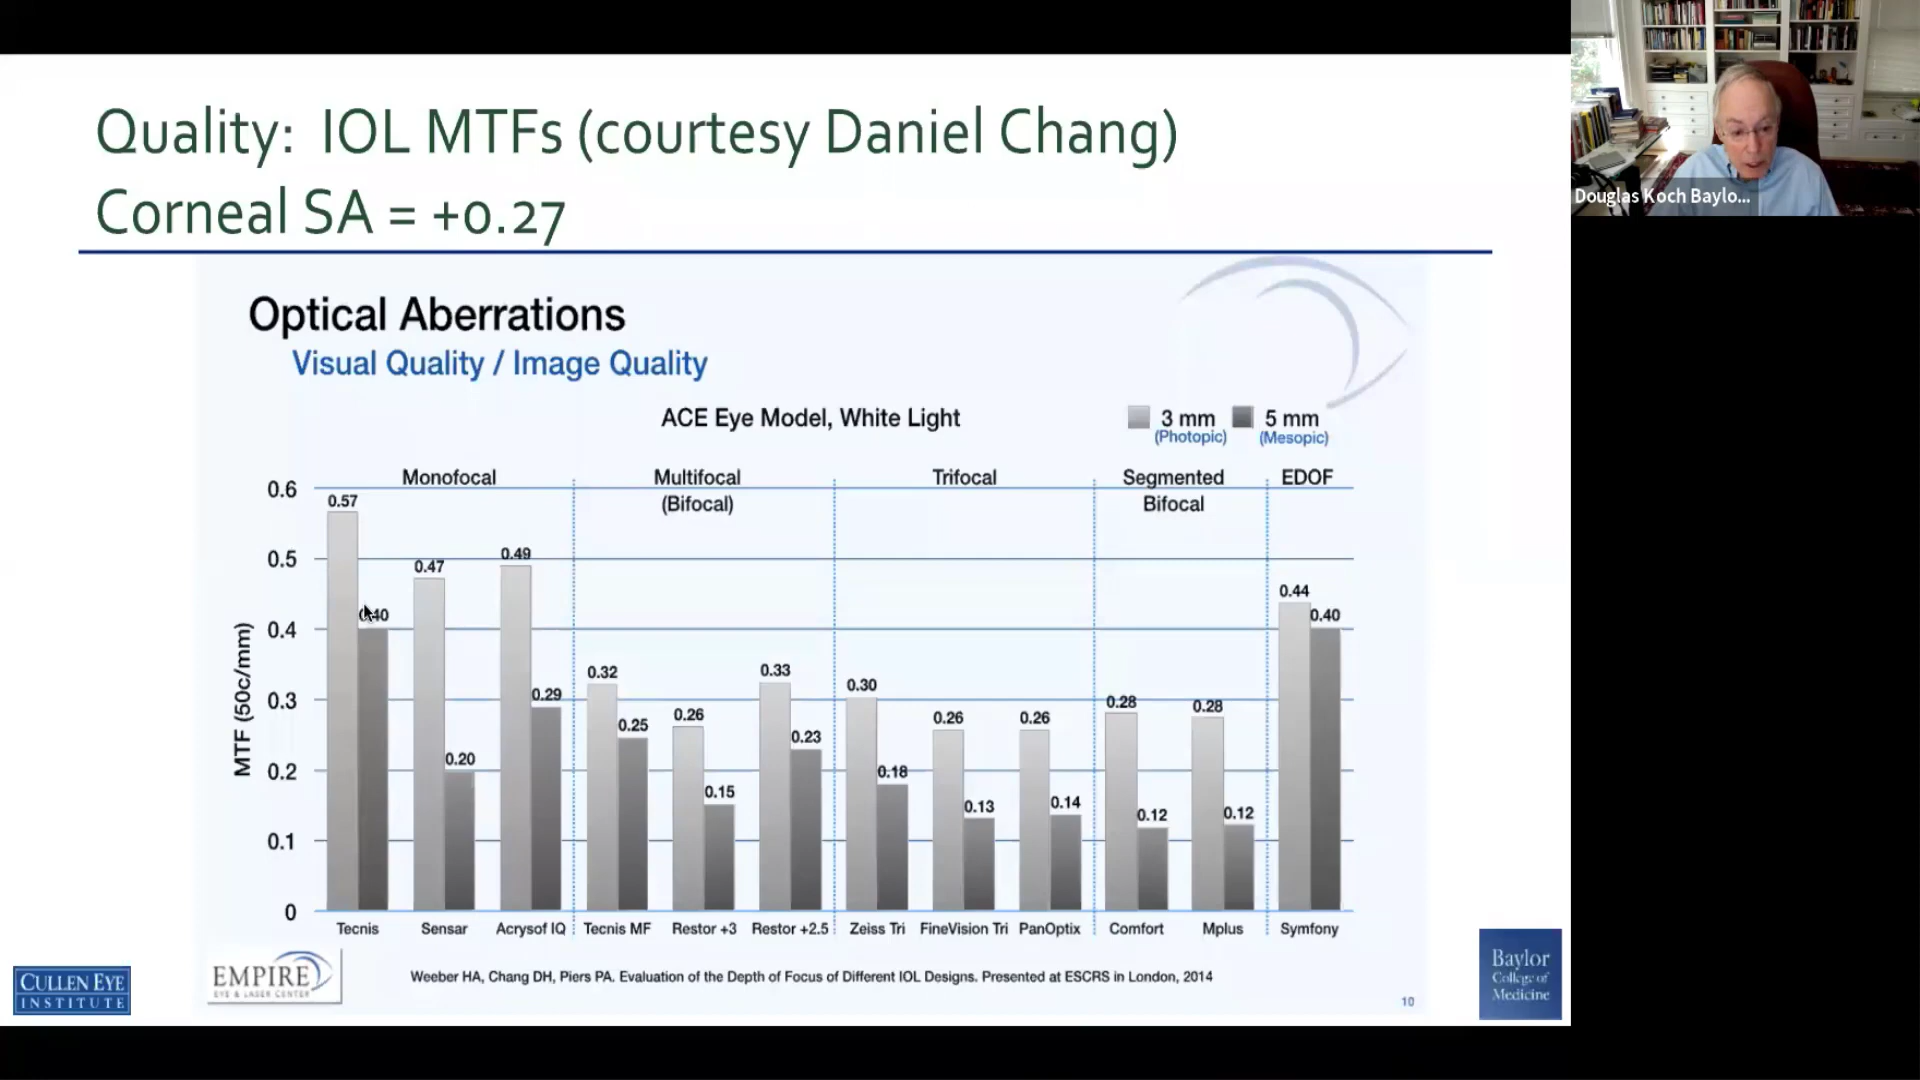 Quality: IOL MTFs (courtesy Daniel Chang)
Corneal SA = +0.27
Douglas Koch Baylo...
Optical Aberrations
Visual Quality / Image Quality
ACE Eye Model, White Light
3 mm 5 mm
(Photopic) (Mesopic)
Monofocal Multifocal Trifocal Segmented EDOF
(Bifocal) Bifocal
MTF (50c/mm)
0.6
0.5
0.4
0.3
0.2
0.1
0
0.57 0.40 0.47 0.20 0.49 0.29 0.32 0.25 0.26 0.15 0.33 0.23 0.30 0.18 0.26 0.13 0.26 0.14 0.28 0.12 0.28 0.12 0.44 0.40
Tecnis Sensar Acrysof IQ Tecnis MF Restor +3 Restor +2.5 Zeiss Tri FineVision Tri PanOptix Comfort Mplus Symfony
Weeber HA, Chang DH, Piers PA. Evaluation of the Depth of Focus of Different IOL Designs. Presented at ESCRS in London, 2014
10
CULLEN EYE
INSTITUTE
EMPIRE
EYE & LASER CENTER
Baylor
College of
Medicine